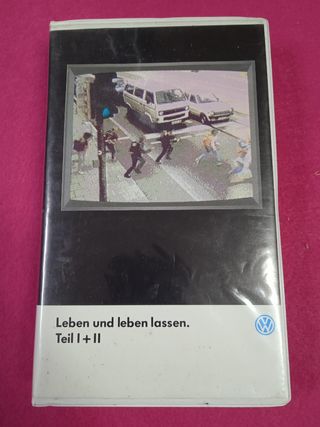 Leben und leben lassen.
Teil I + II